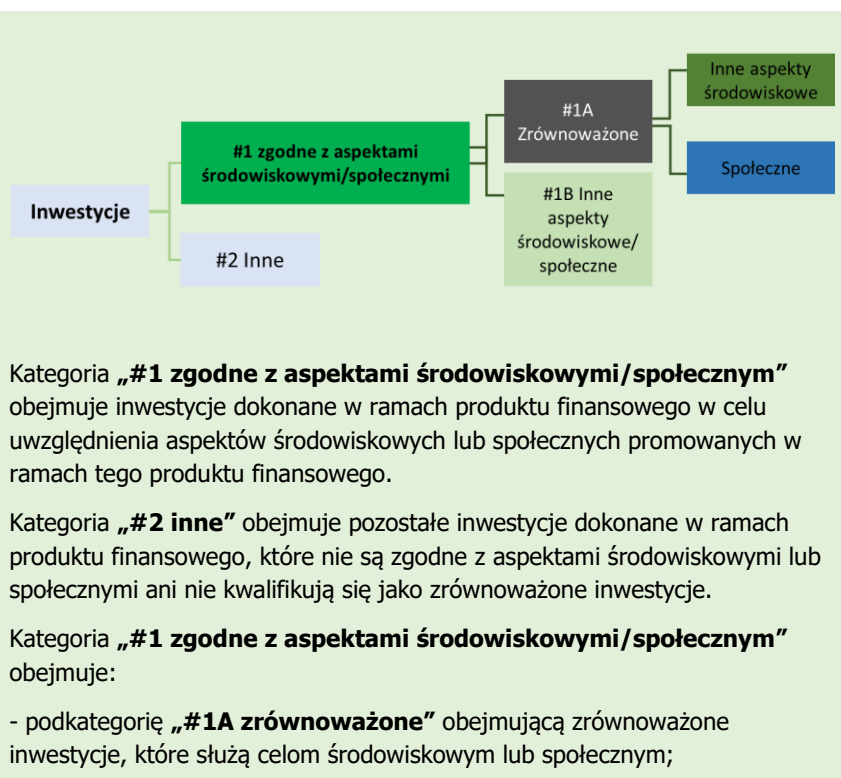 Inwestycje
#1 zgodne z aspektami
środowiskowymi/społecznymi
#2 Inne
#1A
Zrównoważone
#1B Inne
aspekty
środowiskowe/
społeczne
Inne aspekty
środowiskowe
Społeczne
Kategoria „#1 zgodne z aspektami środowiskowymi/społecznym”
obejmuje inwestycje dokonane w ramach produktu finansowego w celu
uwzględnienia aspektów środowiskowych lub społecznych promowanych w
ramach tego produktu finansowego.
Kategoria „#2 inne” obejmuje pozostałe inwestycje dokonane w ramach
produktu finansowego, które nie są zgodne z aspektami środowiskowymi lub
społecznymi ani nie kwalifikują się jako zrównoważone inwestycje.
Kategoria „#1 zgodne z aspektami środowiskowymi/społecznym”
obejmuje:
- podkategorię „#1A zrównoważone” obejmującą zrównoważone
inwestycje, które służą celom środowiskowym lub społecznym;